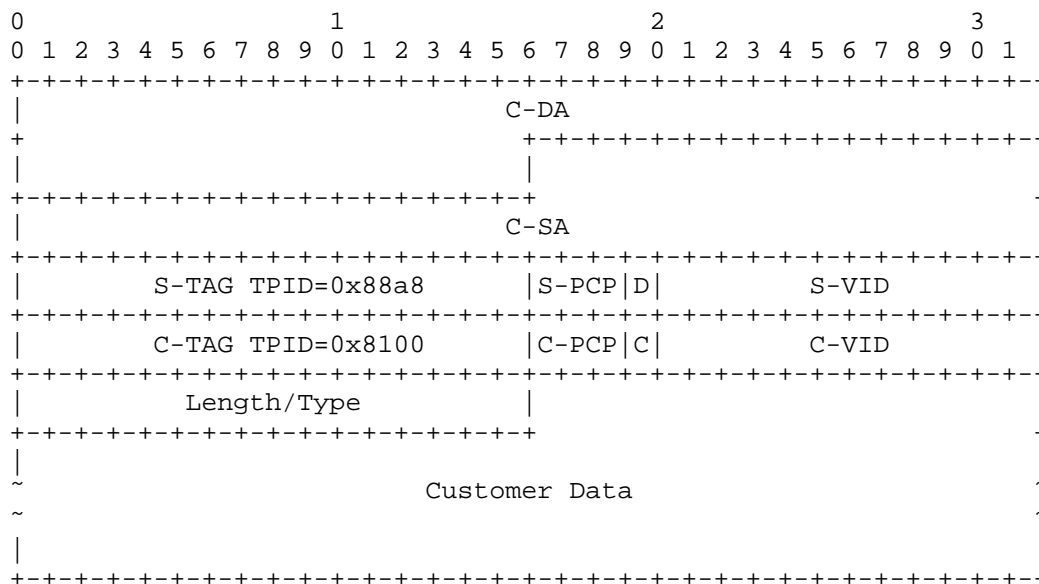 0                   1                   2                   3
0 1 2 3 4 5 6 7 8 9 0 1 2 3 4 5 6 7 8 9 0 1 2 3 4 5 6 7 8 9 0 1
+-+-+-+-+-+-+-+-+-+-+-+-+-+-+-+-+-+-+-+-+-+-+-+-+-+-+-+-+-+-+-+-
|                              C-DA
+                               +-+-+-+-+-+-+-+-+-+-+-+-+-+-+-+-
|                               |
+-+-+-+-+-+-+-+-+-+-+-+-+-+-+-+-+                               -
|                              C-SA
+-+-+-+-+-+-+-+-+-+-+-+-+-+-+-+-+-+-+-+-+-+-+-+-+-+-+-+-+-+-+-+-
|        S-TAG TPID=0x88a8      |S-PCP|D|         S-VID
+-+-+-+-+-+-+-+-+-+-+-+-+-+-+-+-+-+-+-+-+-+-+-+-+-+-+-+-+-+-+-+-
|        C-TAG TPID=0x8100      |C-PCP|C|         C-VID
+-+-+-+-+-+-+-+-+-+-+-+-+-+-+-+-+-+-+-+-+-+-+-+-+-+-+-+-+-+-+-+-
|          Length/Type          |
+-+-+-+-+-+-+-+-+-+-+-+-+-+-+-+-+                               -
|
~                         Customer Data                         ~
~                                                               ~
|
+-+-+-+-+-+-+-+-+-+-+-+-+-+-+-+-+-+-+-+-+-+-+-+-+-+-+-+-+-+-+-+-